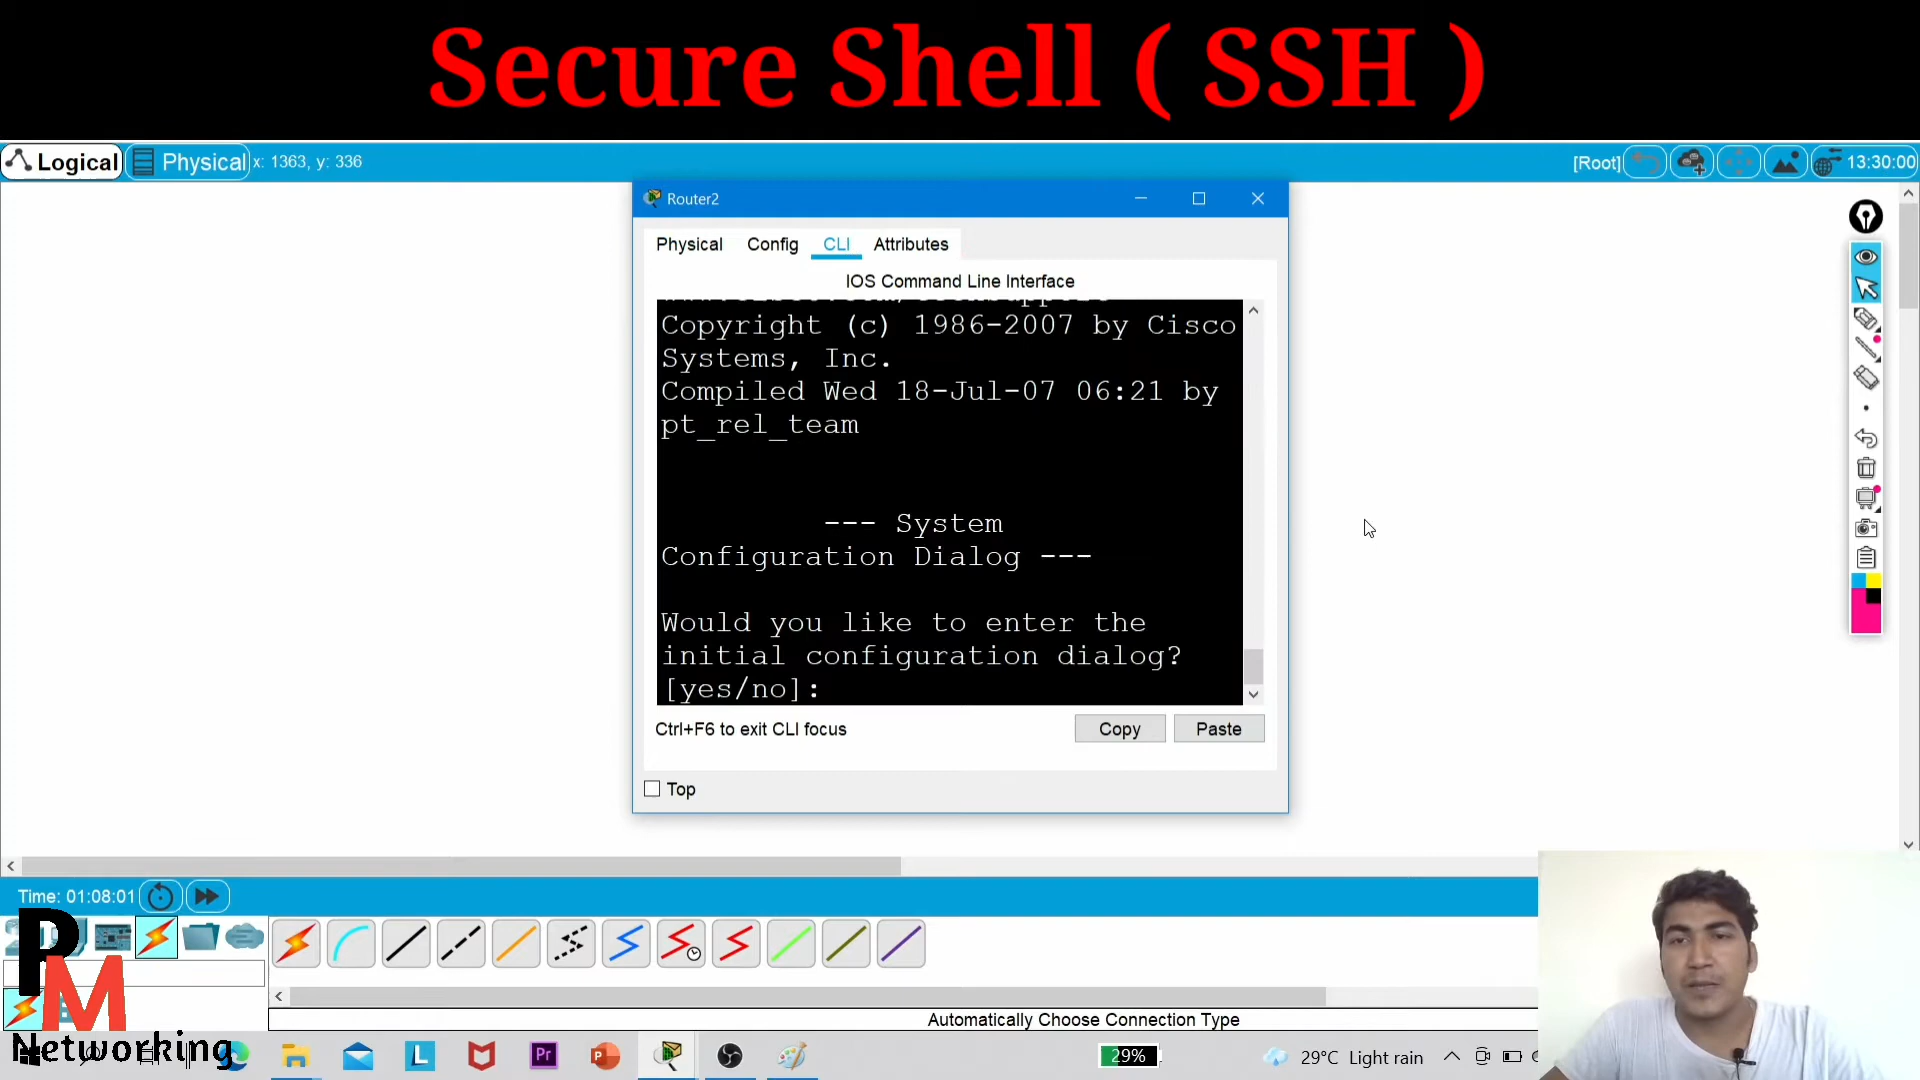 Secure Shell ( SSH )
Logical
Physical
x: 1363, y: 336
[Root]
13:30:00
Router2
Physical
Config
CLI
Attributes
IOS Command Line Interface
Copyright (c) 1986-2007 by Cisco
Systems, Inc.
Compiled Wed 18-Jul-07 06:21 by
pt_rel_team
--- System
Configuration Dialog ---
Would you like to enter the
initial configuration dialog?
[yes/no]:
Ctrl+F6 to exit CLI focus
Copy
Paste
Top
Time: 01:08:01
PM
Networking
Automatically Choose Connection Type
L
Pr
P
29%
29°C Light rain